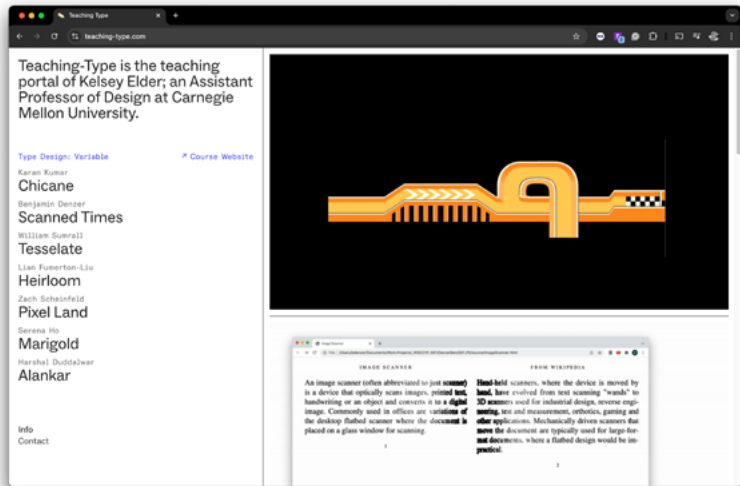 Teaching Type
teaching-type.com
Teaching-Type is the teaching
portal of Kelsey Elder; an Assistant
Professor of Design at Carnegie
Mellon University.
Type Design: Variable
↗ Course Website
Karan Kumar
Chicane
Benjamin Denzer
Scanned Times
William Sumrall
Tesselate
Lian Fumerton-Liu
Heirloom
Zach Scheinfeld
Pixel Land
Serena Ho
Marigold
Harshal Duddalwar
Alankar
Info
Contact
Image Scanner
IMAGE SCANNER
An image scanner (often abbreviated to just scanner)
is a device that optically scans images, printed text,
handwriting or an object and converts it to a digital
image. Commonly used in offices are variations of
the desktop flatbed scanner where the document is
placed on a glass window for scanning.
1
FROM WIKIPEDIA
Hand-held scanners, where the device is moved by
hand, have evolved from text scanning "wands" to
3D scanners used for industrial design, reverse engi-
neering, test and measurement, orthotics, gaming and
other applications. Mechanically driven scanners that
move the document are typically used for large-for-
mat documents, where a flatbed design would be im-
practical.
2